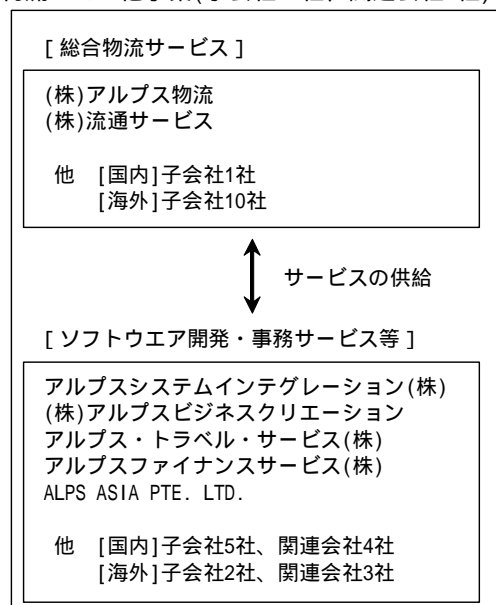 [ 総合物流サービス ]
(株)アルプス物流
(株)流通サービス
他 [国内]子会社1社
[海外]子会社10社
サービスの供給
[ ソフトウエア開発・事務サービス等 ]
アルプスシステムインテグレーション(株)
(株)アルプスビジネスクリエーション
アルプス・トラベル・サービス(株)
アルプスファイナンスサービス(株)
ALPS ASIA PTE. LTD.
他 [国内]子会社5社、関連会社4社
[海外]子会社2社、関連会社3社